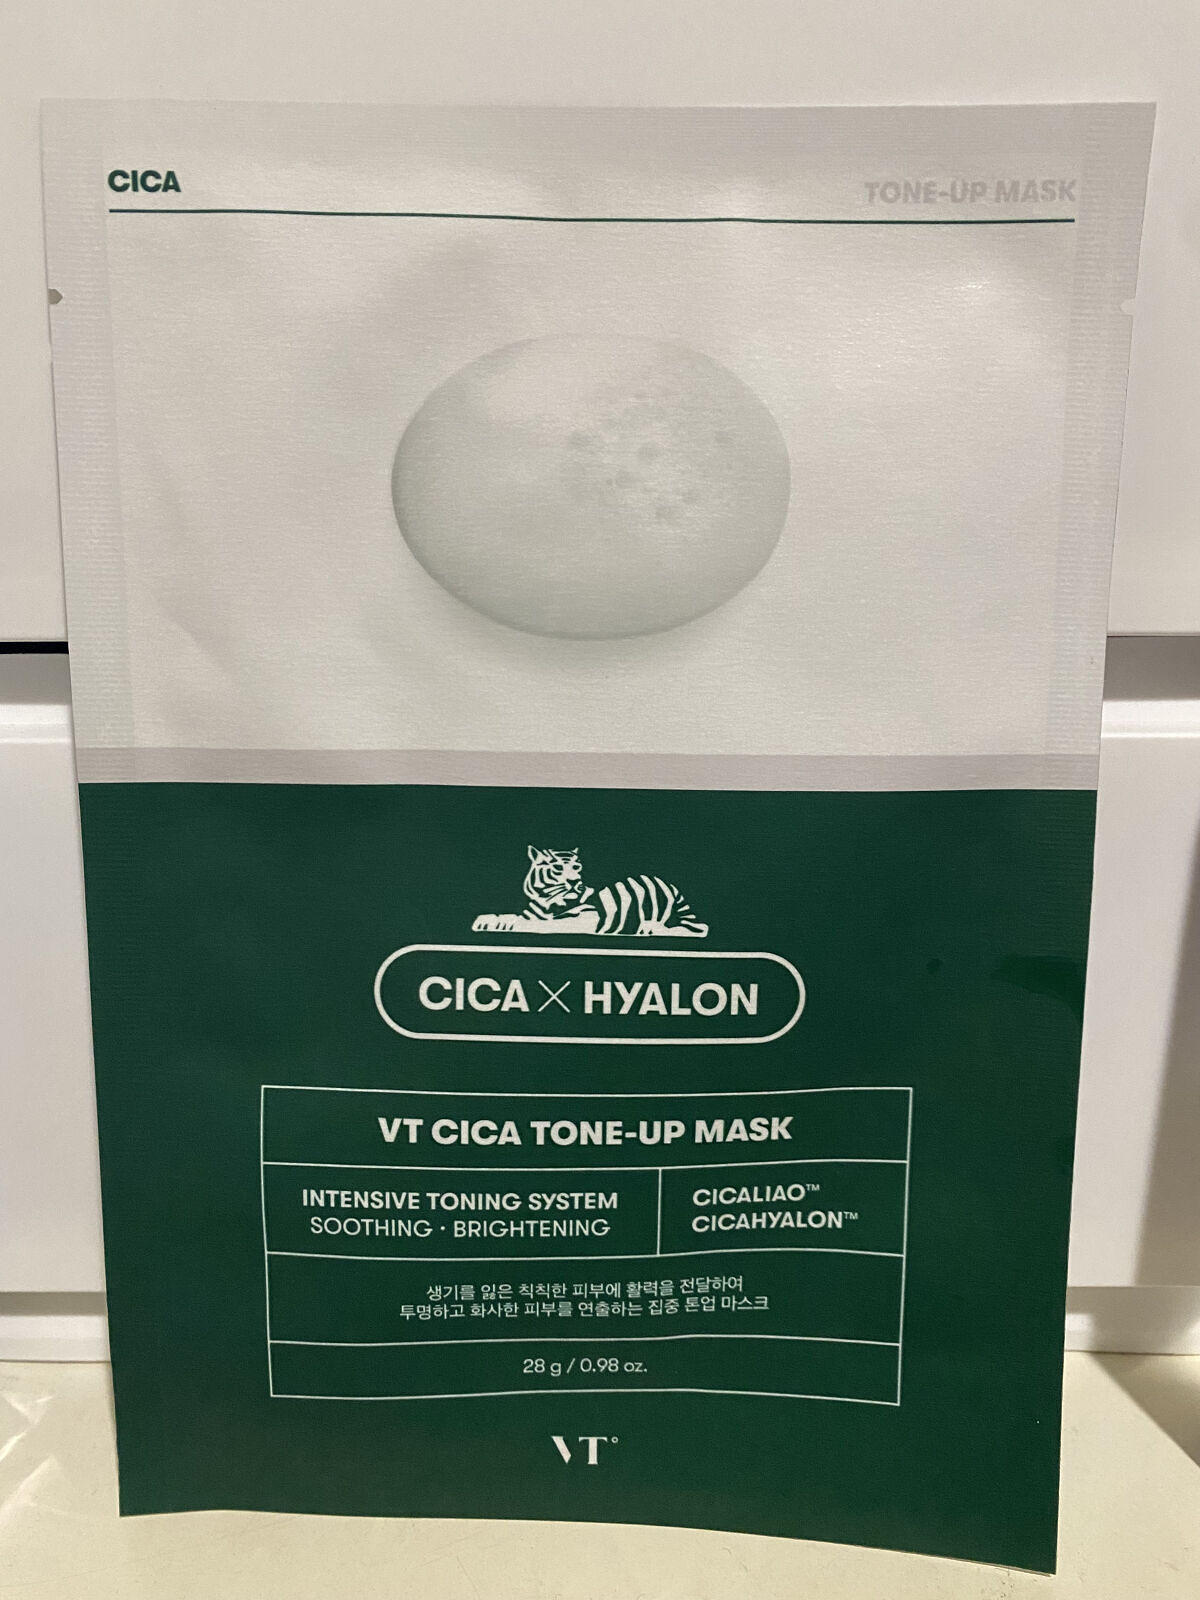 CICA
TONE-UP MASK
CICA X HYALON
VT CICA TONE-UP MASK
INTENSIVE TONING SYSTEM
SOOTHING · BRIGHTENING
CICALIAO™
CICAHYALON™
생기를 잃은 칙칙한 피부에 활력을 전달하여
투명하고 화사한 피부를 연출하는 집중 톤업 마스크
28 g / 0.98 oz.
VT°